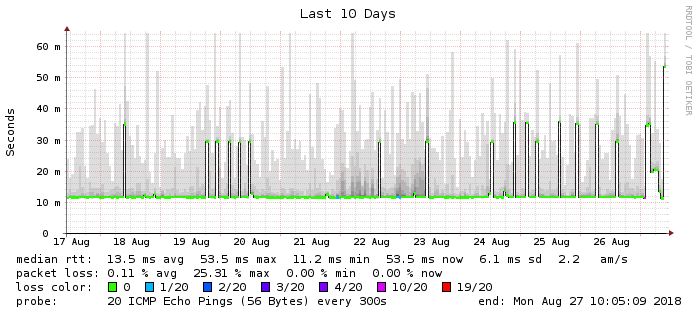 Last 10 Days
RRDTOOL / TOBI OETIKER
Seconds
60 m
50 m
40 m
30 m
20 m
10 m
0
17 Aug 18 Aug 19 Aug 20 Aug 21 Aug 22 Aug 23 Aug 24 Aug 25 Aug 26 Aug
median rtt: 13.5 ms avg 53.5 ms max 11.2 ms min 53.5 ms now 6.1 ms sd 2.2 am/s
packet loss: 0.11 % avg 25.31 % max 0.00 % min 0.00 % now
loss color: 0 1/20 2/20 3/20 4/20 10/20 19/20
probe: 20 ICMP Echo Pings (56 Bytes) every 300s end: Mon Aug 27 10:05:09 2018